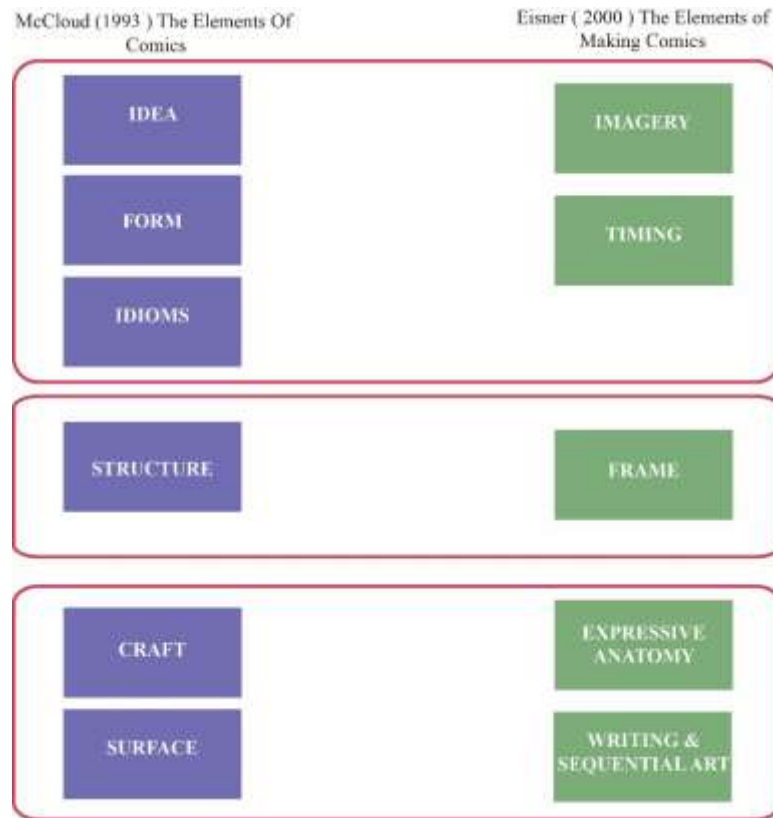 McCloud (1993 ) The Elements Of
Comics
Eisner ( 2000 ) The Elements of
Making Comics
IDEA
FORM
IDIOMS
IMAGERY
TIMING
STRUCTURE
FRAME
CRAFT
SURFACE
EXPRESSIVE
ANATOMY
WRITING &
SEQUENTIAL ART